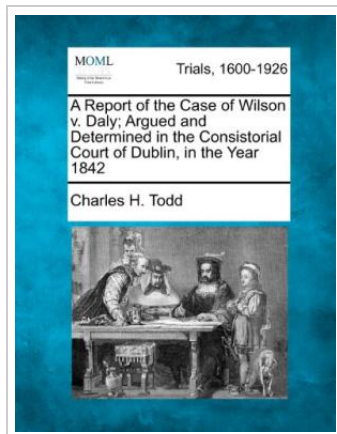 MOML
Trials, 1600-1926
A Report of the Case of Wilson
v. Daly; Argued and
Determined in the Consistorial
Court of Dublin, in the Year
1842
Charles H. Todd